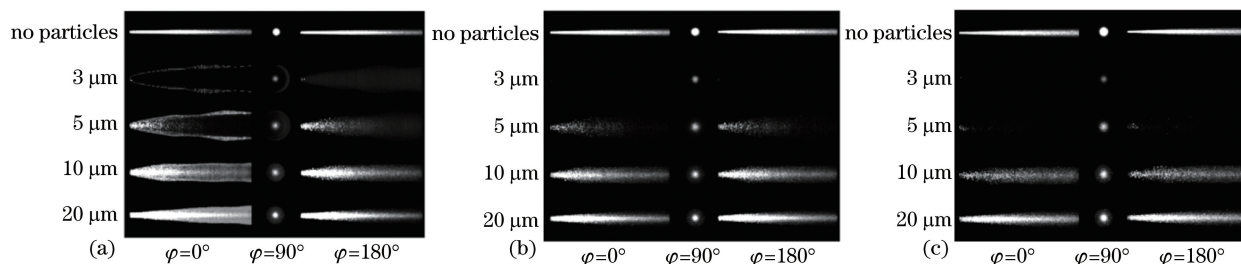 no particles
3 μm
5 μm
10 μm
20 μm
(a)
φ=0°
φ=90°
φ=180°
no particles
3 μm
5 μm
10 μm
20 μm
(b)
φ=0°
φ=90°
φ=180°
no particles
3 μm
5 μm
10 μm
20 μm
(c)
φ=0°
φ=90°
φ=180°